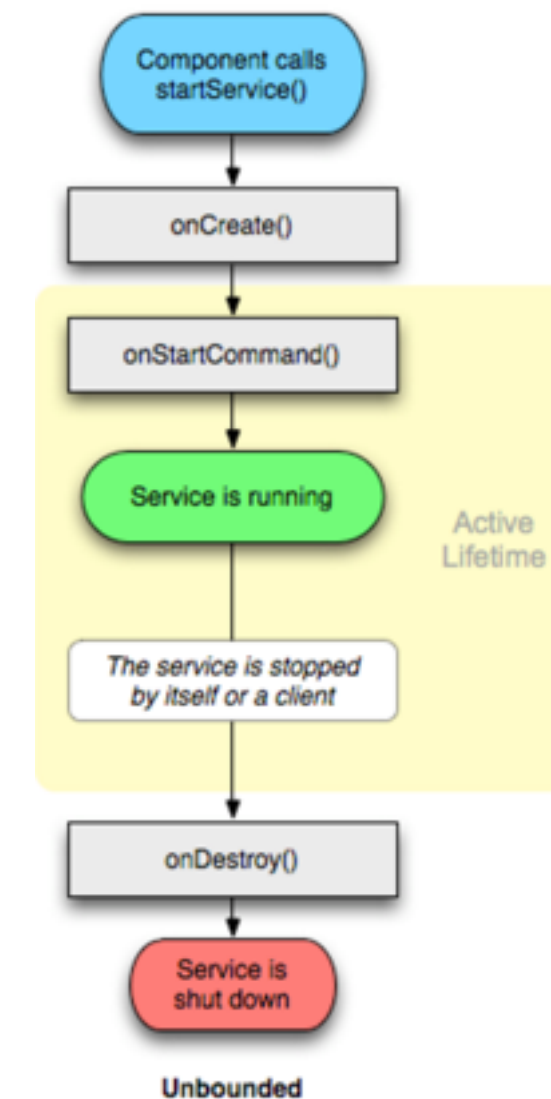 Component calls
startService()
onCreate()
onStartCommand()
Service is running
Active
Lifetime
The service is stopped
by itself or a client
onDestroy()
Service is
shut down
Unbounded